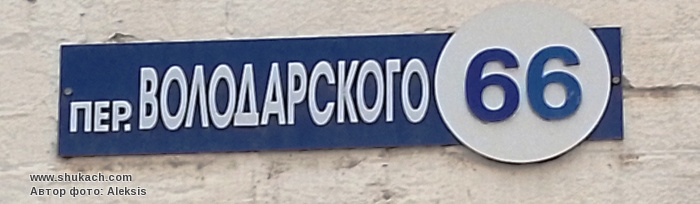 ПЕР. ВОЛОДАРСКОГО 66
www.shukach.com
Автор фото: Aleksis